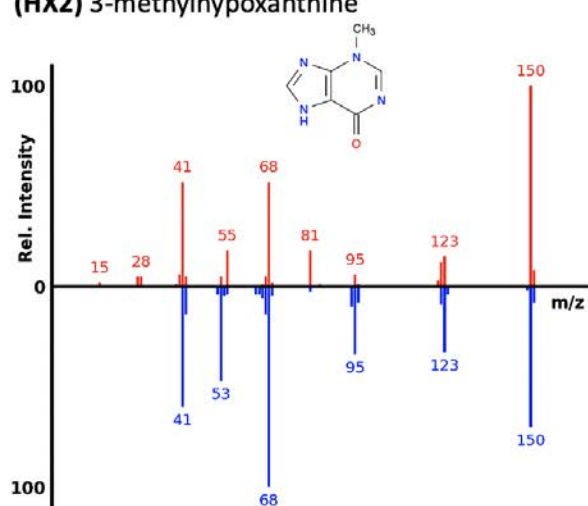 (HX2) 3-methylhypoxanthine
CH₃
N
N
N
N
H
O
Rel. Intensity
100
0
100
15
28
41
55
68
81
95
123
150
m/z
41
53
68
95
123
150